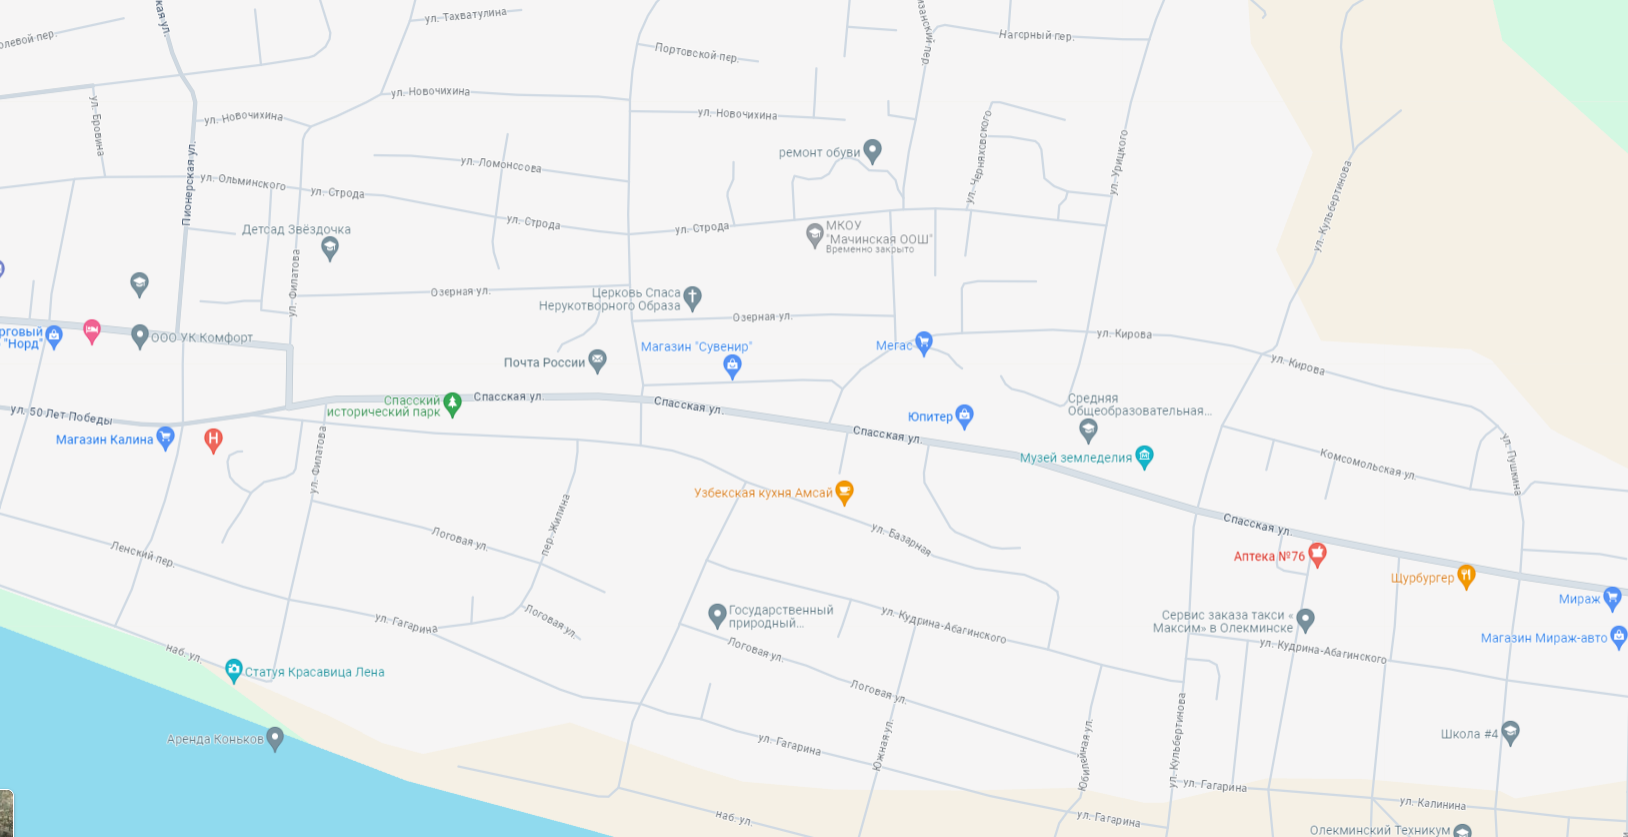 ская ул.
ул. Тахватулина
олевой пер.
Портовской пер.
занский пер.
Нагорный пер.
ул. Новочихина
ул. Новочихина
ул. Новочихина
ул. Бровина
ремонт обуви
ул. Черняховского
ул. Урицкого
Пионерская ул.
ул. Ольминского
ул. Строда
ул. Ломоносова
ул. Строда
ул. Строда
ул. Кульбертинова
Детсад Звёздочка
МКОУ
"Мачинская ООШ"
Временно закрыто
ул. Филатова
Озерная ул.
Церковь Спаса
Нерукотворного Образа
Озерная ул.
рговый
"Норд"
ООО УК Комфорт
Магазин "Сувенир"
Мегас
ул. Кирова
ул. Кирова
Почта России
Спасский
исторический парк
Спасская ул.
Спасская ул.
Спасская ул.
Юпитер
Средняя
Общеобразовательная...
ул. 50 Лет Победы
Магазин Калина
ул. Филатова
Музей земледелия
Комсомольская ул.
ул. Пушкина
Узбекская кухня Амсай
пер. Жилина
Логовая ул.
ул. Базарная
Спасская ул.
Ленский пер.
Аптека №76
Щурбургер
Мираж
ул. Гагарина
Логовая ул.
Государственный
природный...
ул. Кудрина-Абагинского
Сервис заказа такси «
Максим» в Олекминске
Магазин Мираж-авто
ул. Кудрина-Абагинского
наб. ул.
Статуя Красавица Лена
Логовая ул.
Логовая ул.
Аренда Коньков
ул. Гагарина
Южная ул.
Юбилейная ул.
ул. Кульбертинова
Школа #4
ул. Гагарина
ул. Калинина
наб. ул.
ул. Гагарина
Олекминский Техникум